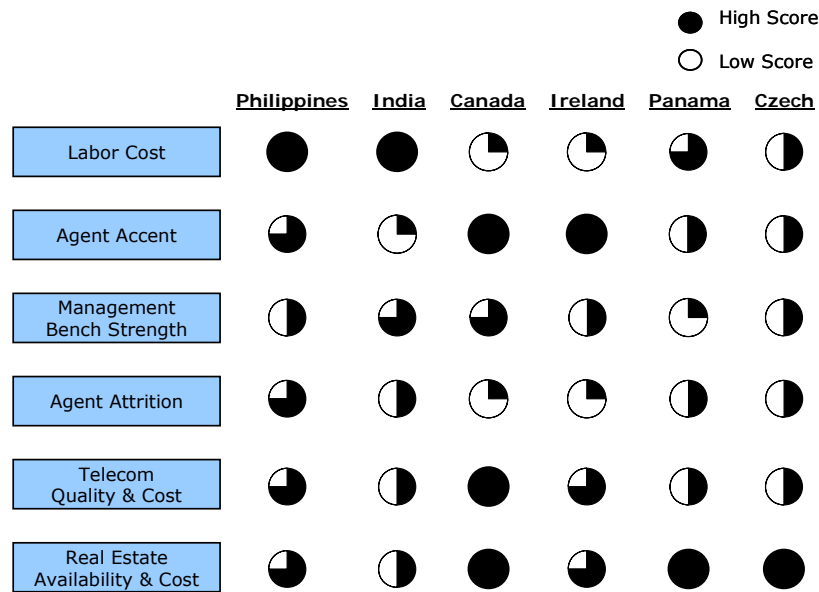 High Score
Low Score
Philippines India Canada Ireland Panama Czech
Labor Cost
Agent Accent
Management
Bench Strength
Agent Attrition
Telecom
Quality & Cost
Real Estate
Availability & Cost